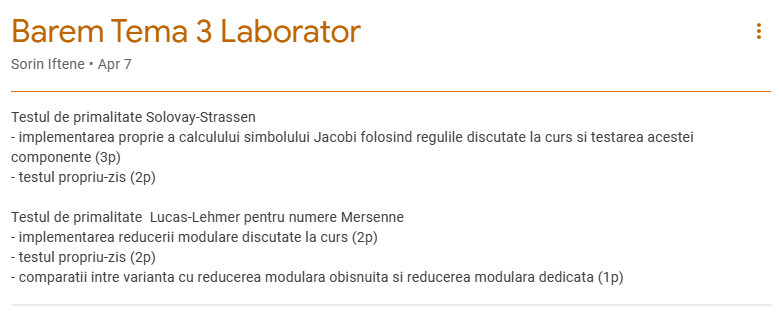 Barem Tema 3 Laborator
Sorin Iftene • Apr 7
Testul de primalitate Solovay-Strassen
- implementarea proprie a calculului simbolului Jacobi folosind regulile discutate la curs si testarea acestei
componente (3p)
- testul propriu-zis (2p)
Testul de primalitate  Lucas-Lehmer pentru numere Mersenne
- implementarea reducerii modulare discutate la curs (2p)
- testul propriu-zis (2p)
- comparatii intre varianta cu reducerea modulara obisnuita si reducerea modulara dedicata (1p)